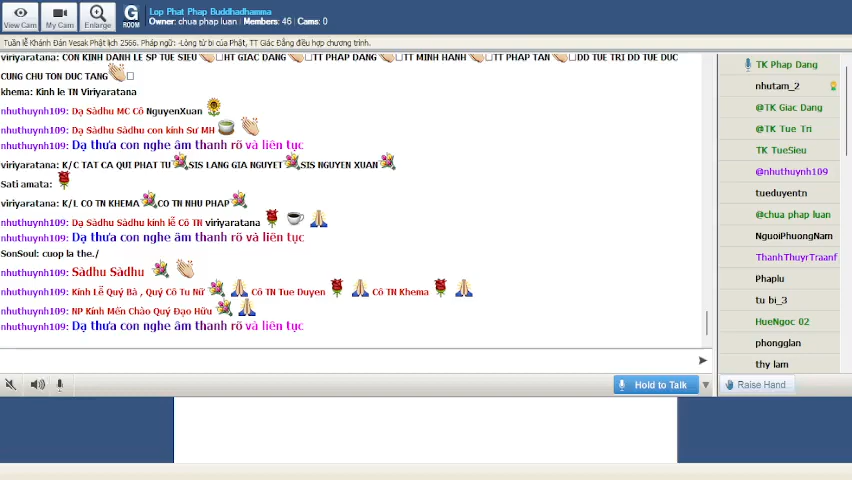 View Cam
My Cam
Enlarge
G
ROOM
Lop Phat Phap Buddhadhamma
Owner: chua phap luan | Members: 46 | Cams: 0
Tuần lễ Khánh Đản Vesak Phật lịch 2566. Pháp ngữ: -Lòng từ bi của Phật, TT Giác Đẳng điều hợp chương trình.
viriyaratana: CON KINH DANH LE SP TUE SIEU HT GIAC DANG TT PHAP DANG TT MINH HANH TT PHAP TAN DD TUE TRI DD TUE DUC
CUNG CHU TON DUC TANG
khema: Kinh le TN Viriyaratana
nhuthuynh109: Dạ Sàdhu MC Cô NguyenXuan
nhuthuynh109: Dạ Sàdhu Sàdhu con kính Sư MH
nhuthuynh109: Dạ thưa con nghe âm thanh rõ và liên tục
viriyaratana: K/C TAT CA QUI PHAT TU SIS LANG GIA NGUYET SIS NGUYEN XUAN
Sati amata:
viriyaratana: K/L CO TN KHEMA CO TN NHU PHAP
nhuthuynh109: Dạ Sàdhu Sàdhu kính lễ Cô TN viriyaratana
nhuthuynh109: Dạ thưa con nghe âm thanh rõ và liên tục
SonSoul: cuop la the./
nhuthuynh109: Sàdhu Sàdhu
nhuthuynh109: Kính Lễ Quý Bà , Quý Cô Tu Nữ Cô TN Tue Duyen Cô TN Khema
nhuthuynh109: NP Kính Mến Chào Quý Đạo Hữu
nhuthuynh109: Dạ thưa con nghe âm thanh rõ và liên tục
Hold to Talk
TK Phap Dang
nhutam_2
@TK Giac Dang
@TK Tue Tri
TK TueSieu
@nhuthuynh109
tueduyentn
@chua phap luan
NguoiPhuongNam
ThanhThuyrTraanf
Phaplu
tu bi_3
HueNgoc 02
phongglan
thy lam
Raise Hand